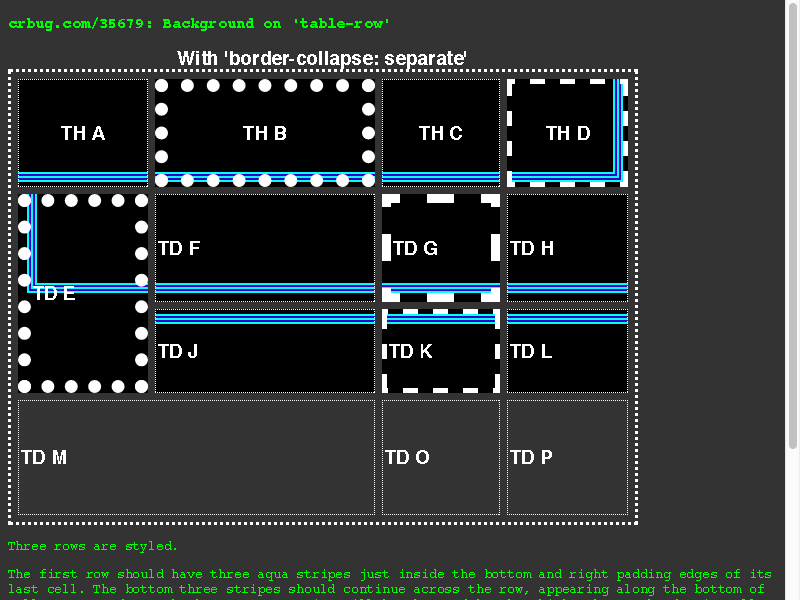 crbug.com/35679: Background on 'table-row'
With 'border-collapse: separate'
TH A TH B TH C TH D
TD E TD F TD G TD H
TD J TD K TD L
TD M TD O TD P
Three rows are styled.
The first row should have three aqua stripes just inside the bottom and right padding edges of its
last cell. The bottom three stripes should continue across the row, appearing along the bottom of